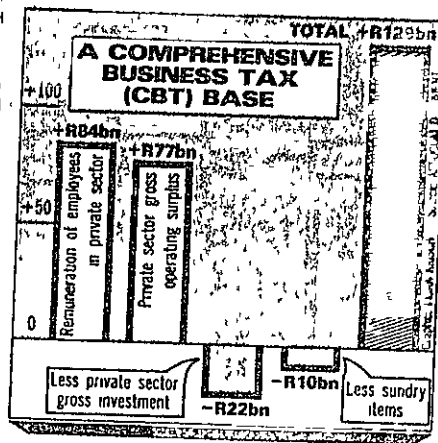 TOTAL +R129bn
A COMPREHENSIVE
BUSINESS TAX
(CBT) BASE
+100
+R84bn
+R77bn
+50
Remuneration of employees
in private sector
Private sector gross
operating surplus
0
Less private sector
gross investment
-R22bn
-R10bn
Less sundry
items